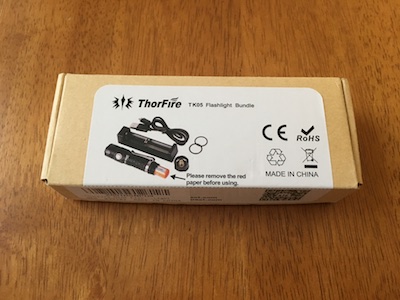 ThorFire TK05 Flashlight Bundle
CE RoHS
Please remove the red
paper before using.
MADE IN CHINA